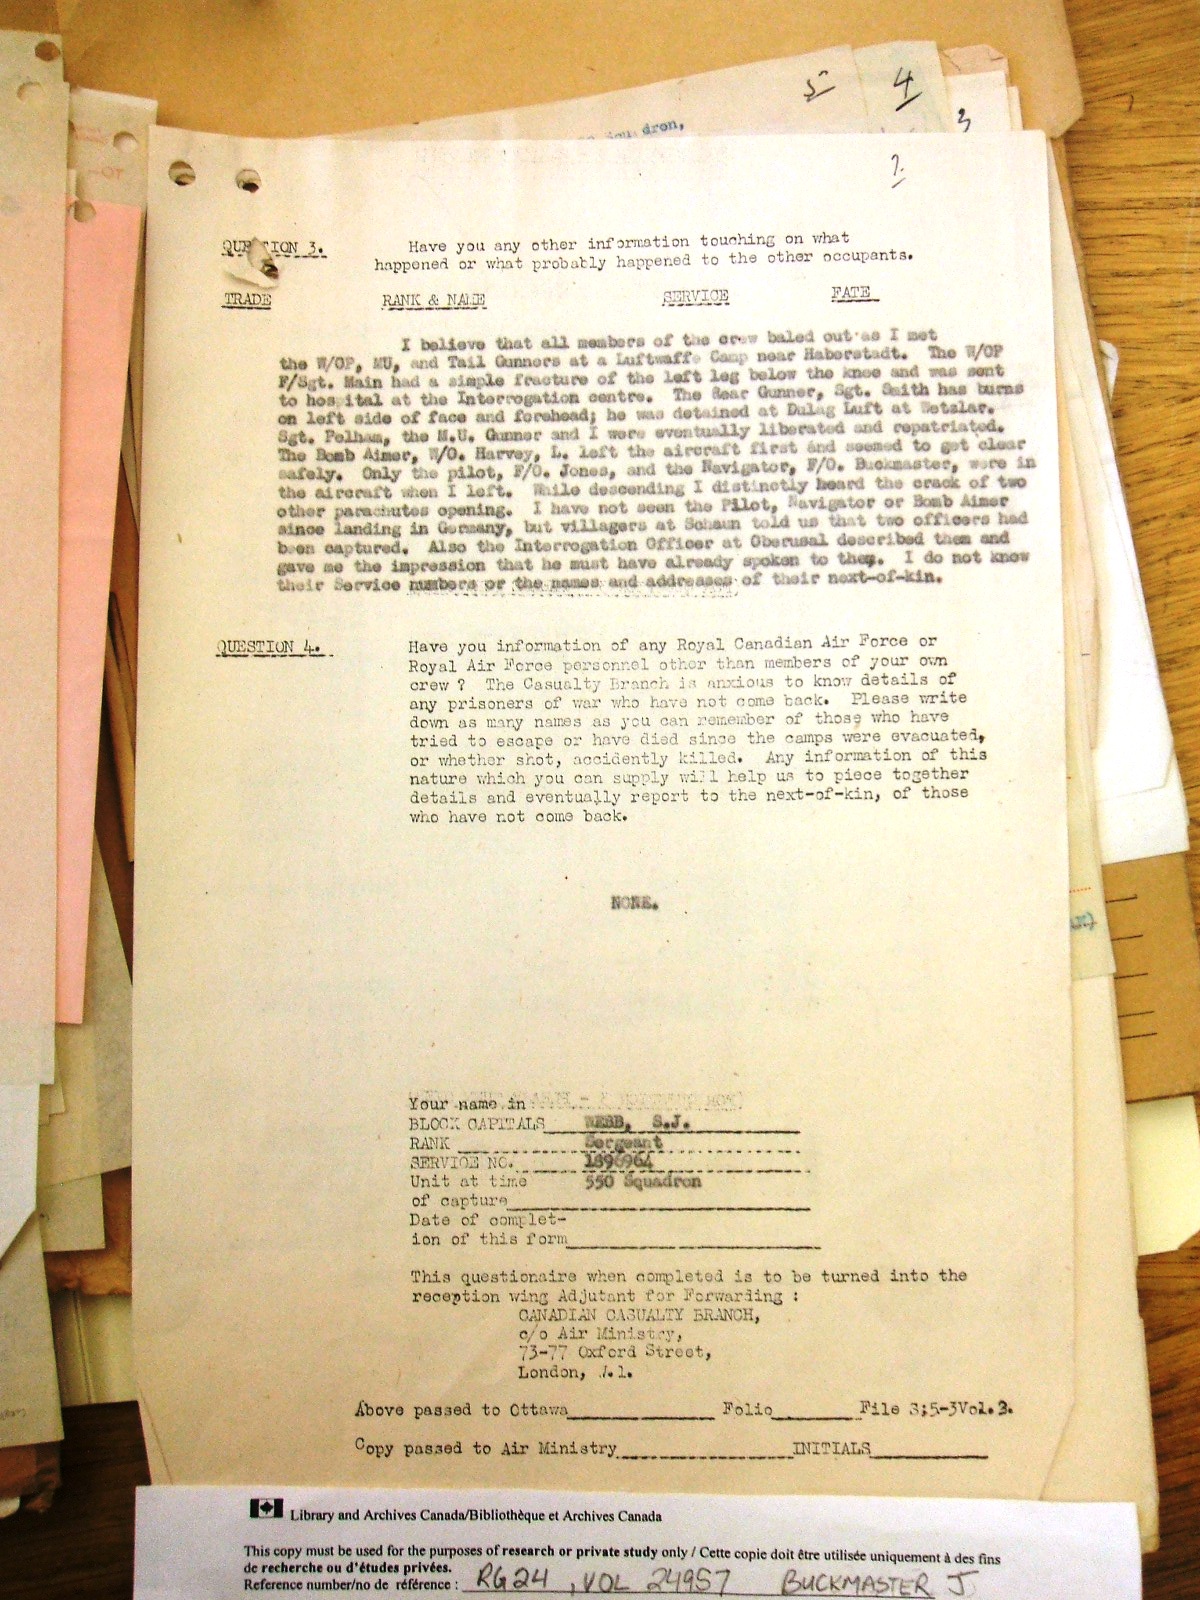 5
4
3
squadron,
2
QUESTION 3. Have you any other information touching on what
happened or what probably happened to the other occupants.
TRADE RANK & NAME SERVICE FATE
I believe that all members of the crew baled out as I met
the W/OP, MU, and Tail Gunners at a Luftwaffe Camp near Haberstadt. The W/OP
F/Sgt. Main had a simple fracture of the left leg below the knee and was sent
to hospital at the Interrogation centre. The Rear Gunner, Sgt. Smith has burns
on left side of face and forehead; he was detained at Dulag Luft at Wetzlar.
Sgt. Pelham, the M.U. Gunner and I were eventually liberated and repatriated.
The Bomb Aimer, W/O. Harvey, L. left the aircraft first and seemed to get clear
safely. Only the pilot, F/O. Jones, and the Navigator, F/O. Buckmaster, were in
the aircraft when I left. While descending I distinctly heard the crack of two
other parachutes opening. I have not seen the Pilot, Navigator or Bomb Aimer
since landing in Germany, but villagers at Schaun told us that two officers had
been captured. Also the Interrogation Officer at Oberusal described them and
gave me the impression that he must have already spoken to them. I do not know
their Service numbers or the names and addresses of their next-of-kin.
QUESTION 4. Have you information of any Royal Canadian Air Force or
Royal Air Force personnel other than members of your own
crew ? The Casualty Branch is anxious to know details of
any prisoners of war who have not come back. Please write
down as many names as you can remember of those who have
tried to escape or have died since the camps were evacuated,
or whether shot, accidently killed. Any information of this
nature which you can supply will help us to piece together
details and eventually report to the next-of-kin, of those
who have not come back.
NONE.
Your name in
BLOCK CAPITALS WEBB, S.J.
RANK Sergeant
SERVICE NO. 1896964
Unit at time 550 Squadron
of capture
Date of complet-
ion of this form
This questionaire when completed is to be turned into the
reception wing Adjutant for Forwarding :
CANADIAN CASUALTY BRANCH,
c/o Air Ministry,
73-77 Oxford Street,
London, W.1.
Above passed to Ottawa Folio File S;5-3Vol.3.
Copy passed to Air Ministry INITIALS
Library and Archives Canada/Bibliothèque et Archives Canada
This copy must be used for the purposes of research or private study only / Cette copie doit être utilisée uniquement à des fins
de recherche ou d'études privées.
Reference number/no de référence : RG24, VOL 24957 BUCKMASTER J